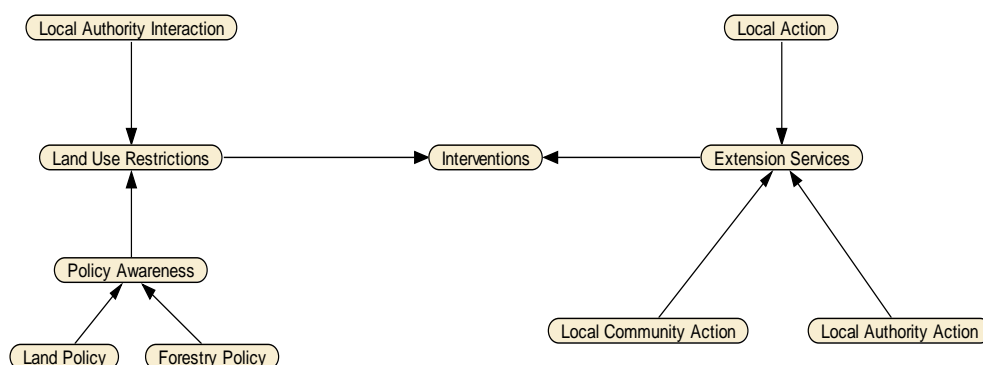 Local Authority Interaction
Local Action
Land Use Restrictions
Interventions
Extension Services
Policy Awareness
Local Community Action
Local Authority Action
Land Policy
Forestry Policy